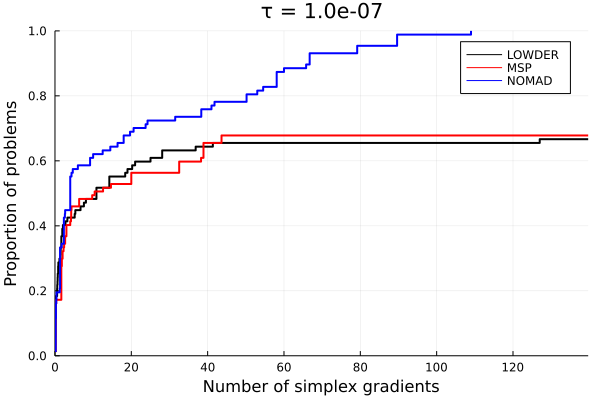 τ = 1.0e-07
1.0
0.8
0.6
0.4
0.2
0.0
Proportion of problems
LOWDER
MSP
NOMAD
0 20 40 60 80 100 120
Number of simplex gradients